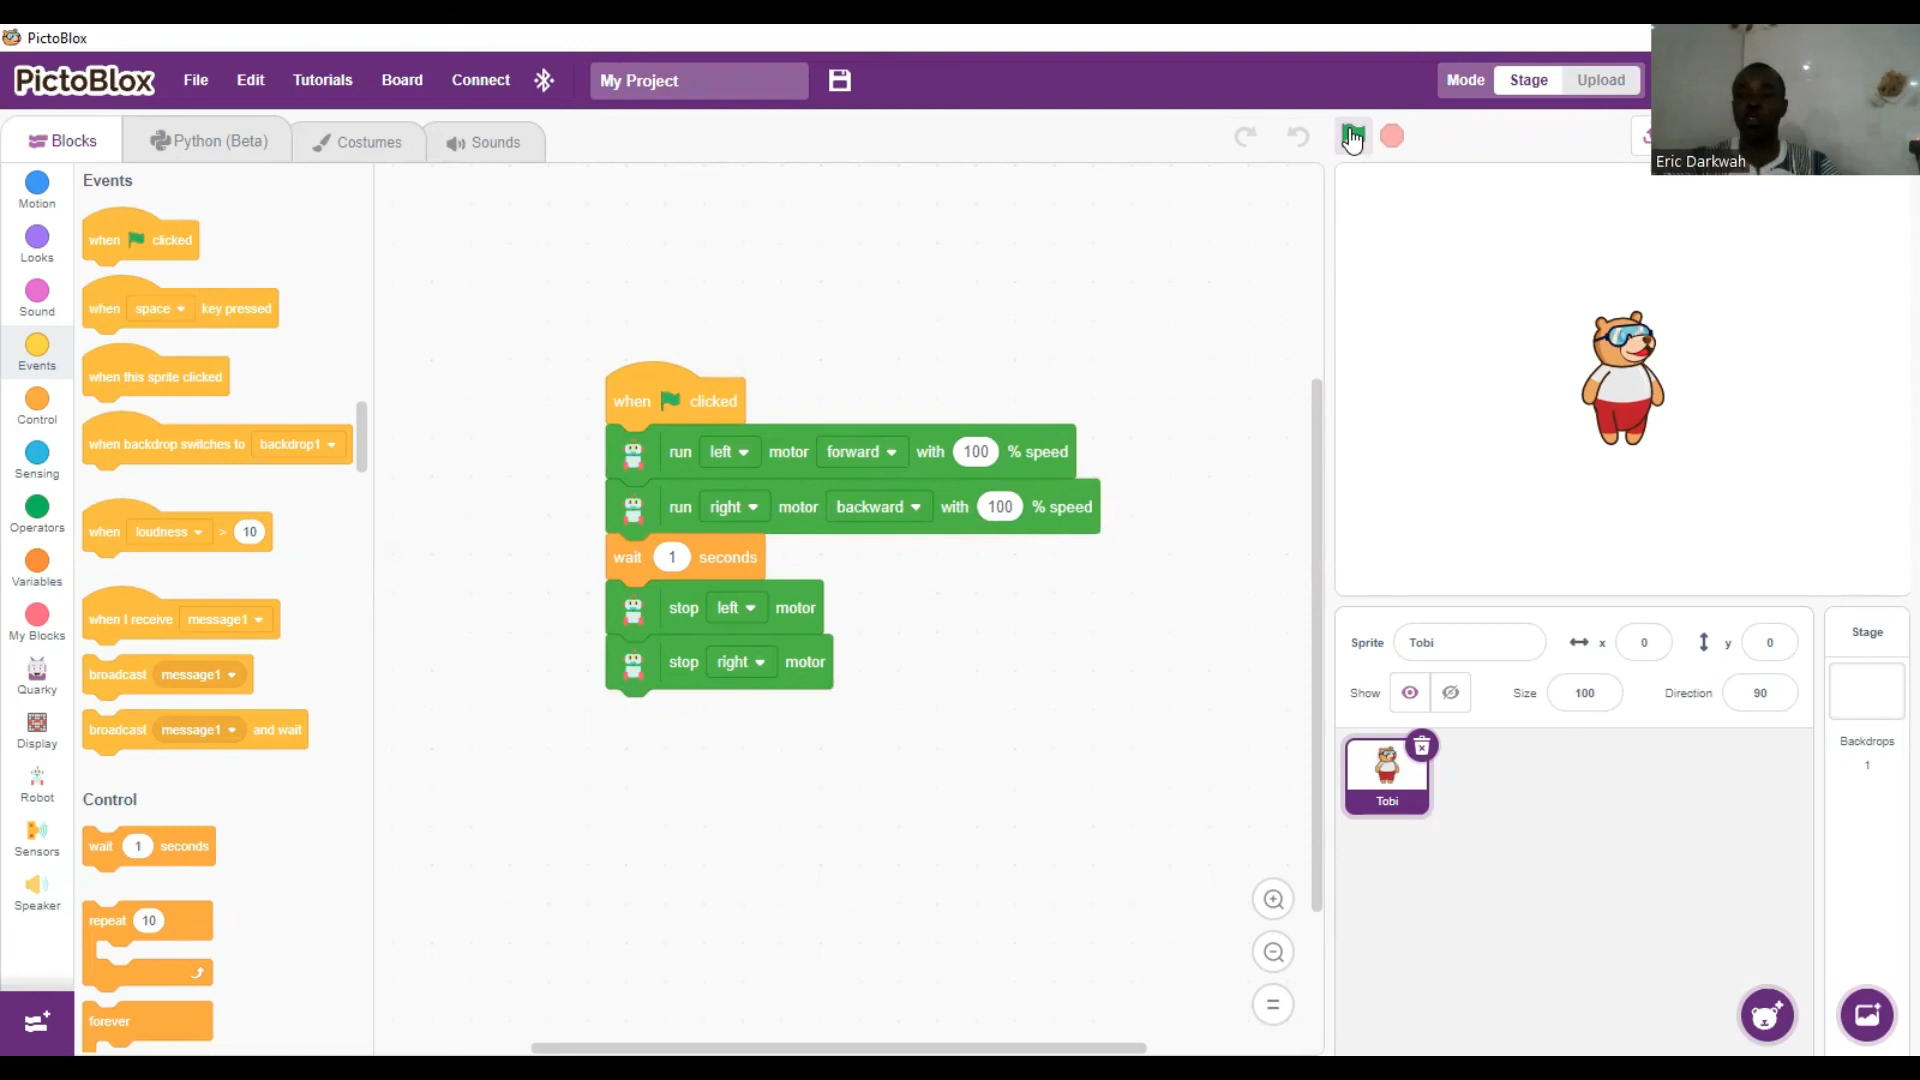 PictoBlox
PictoBlox File Edit Tutorials Board Connect My Project Mode Stage Upload
Blocks Python (Beta) Costumes Sounds
Eric Darkwah
Motion
Looks
Sound
Events
Control
Sensing
Operators
Variables
My Blocks
Quarky
Display
Robot
Sensors
Speaker
Events
when clicked
when space key pressed
when this sprite clicked
when backdrop switches to backdrop1
when loudness > 10
when I receive message1
broadcast message1
broadcast message1 and wait
Control
wait 1 seconds
repeat 10
forever
when clicked
run left motor forward with 100 % speed
run right motor backward with 100 % speed
wait 1 seconds
stop left motor
stop right motor
Sprite Tobi x 0 y 0
Show Size 100 Direction 90
Tobi
Stage
Backdrops
1